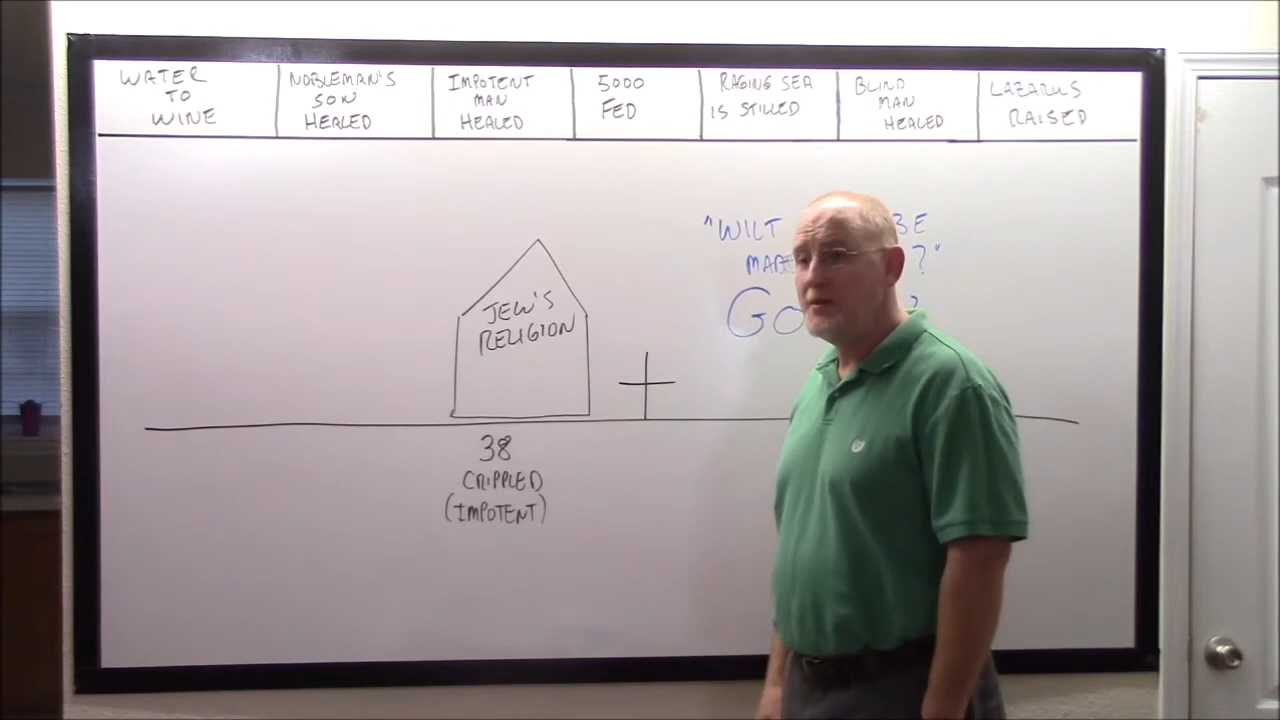 WATER
TO
WINE
NOBLEMAN'S
SON
HEALED
IMPOTENT
MAN
HEALED
5000
FED
RAGING SEA
IS STILLED
BLIND
MAN
HEALED
LAZARUS
RAISED
"WILT BE
?"
JEW'S
RELIGION
38
CRIPPLED
(IMPOTENT)